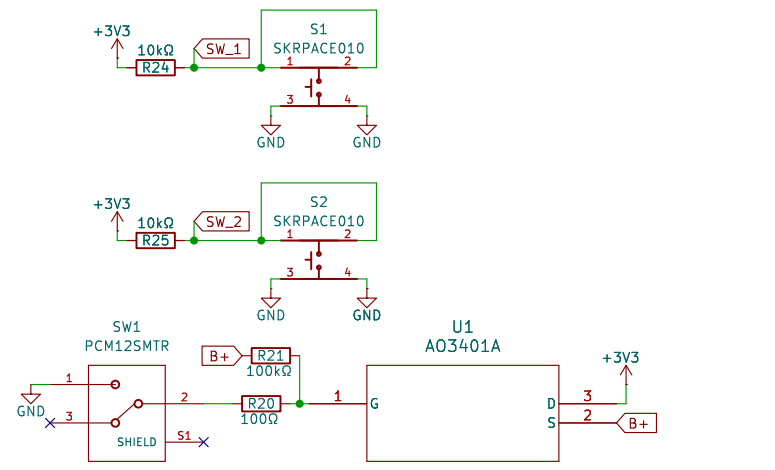 +3V3
10kΩ
R24
SW_1
S1
SKRPACE010
1 2
3 4
GND GND
+3V3
10kΩ
R25
SW_2
S2
SKRPACE010
1 2
3 4
GND GND
SW1
PCM12SMTR
1
2
3
GND
SHIELD
S1
B+
R21
100kΩ
R20
100Ω
U1
AO3401A
1
G
D
3
S
2
+3V3
B+